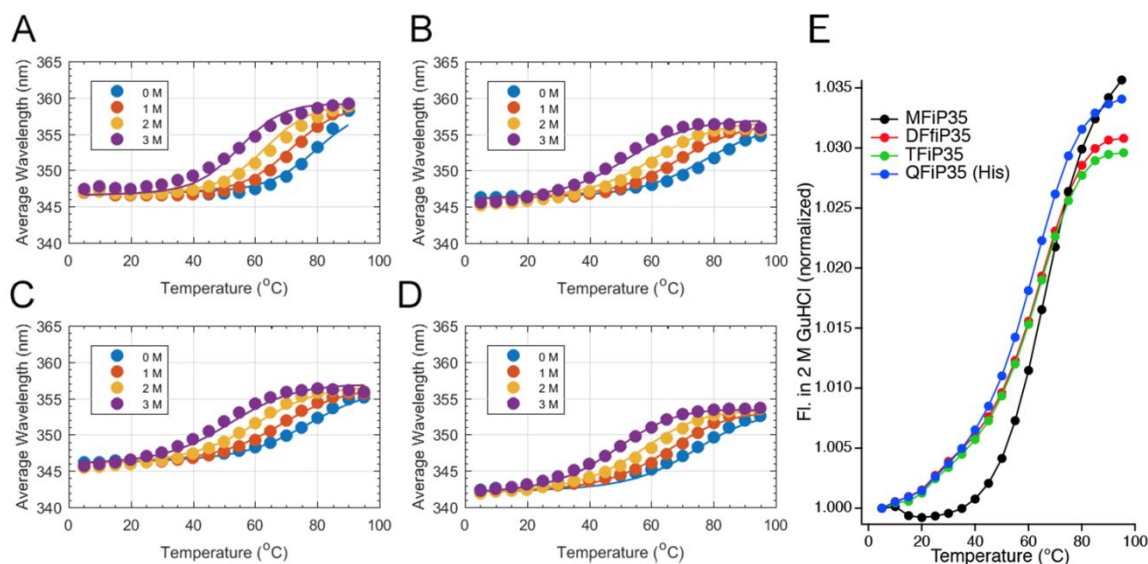 A
Average Wavelength (nm)
365
360
355
350
345
340
0 M
1 M
2 M
3 M
0
20
40
60
80
100
Temperature (°C)
B
Average Wavelength (nm)
365
360
355
350
345
340
0 M
1 M
2 M
3 M
0
20
40
60
80
100
Temperature (°C)
C
Average Wavelength (nm)
365
360
355
350
345
340
0 M
1 M
2 M
3 M
0
20
40
60
80
100
Temperature (°C)
D
Average Wavelength (nm)
365
360
355
350
345
340
0 M
1 M
2 M
3 M
0
20
40
60
80
100
Temperature (°C)
E
Fl. in 2 M GuHCl (normalized)
1.035
1.030
1.025
1.020
1.015
1.010
1.005
1.000
MFiP35
DFfiP35
TFiP35
QFiP35 (His)
0
20
40
60
80
100
Temperature (°C)